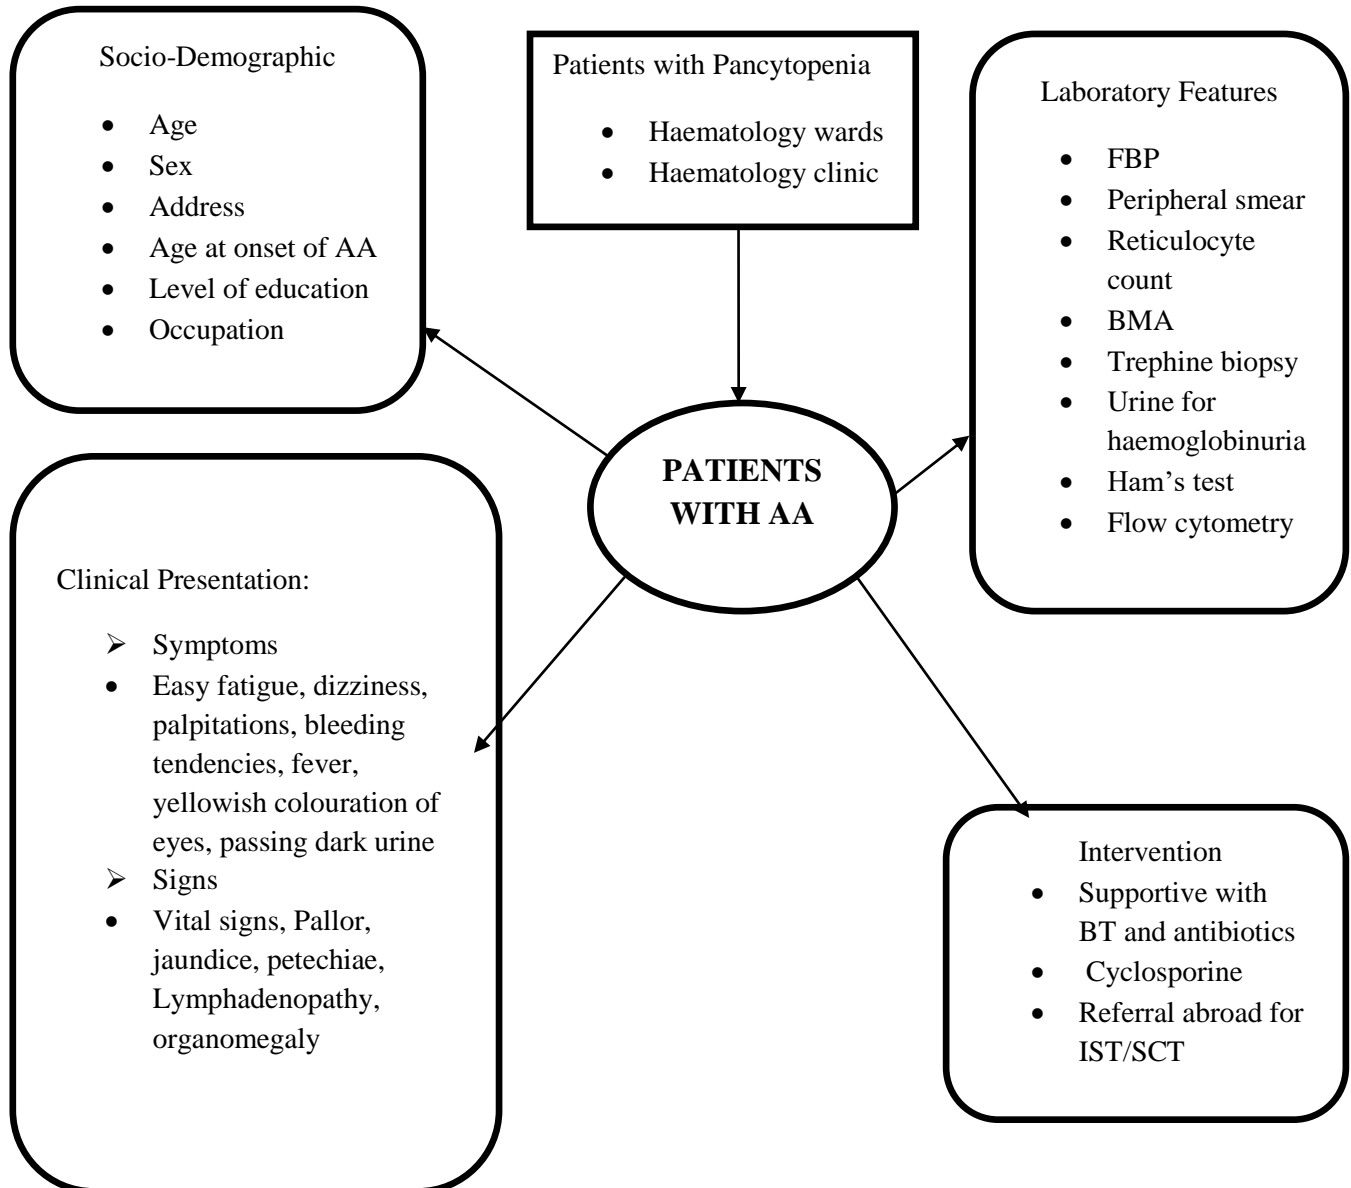 Socio-Demographic
• Age
• Sex
• Address
• Age at onset of AA
• Level of education
• Occupation
Patients with Pancytopenia
• Haematology wards
• Haematology clinic
Laboratory Features
• FBP
• Peripheral smear
• Reticulocyte
count
• BMA
• Trephine biopsy
• Urine for
haemoglobinuria
• Ham’s test
• Flow cytometry
PATIENTS
WITH AA
Clinical Presentation:
➢ Symptoms
• Easy fatigue, dizziness,
palpitations, bleeding
tendencies, fever,
yellowish colouration of
eyes, passing dark urine
➢ Signs
• Vital signs, Pallor,
jaundice, petechiae,
Lymphadenopathy,
organomegaly
Intervention
• Supportive with
BT and antibiotics
• Cyclosporine
• Referral abroad for
IST/SCT